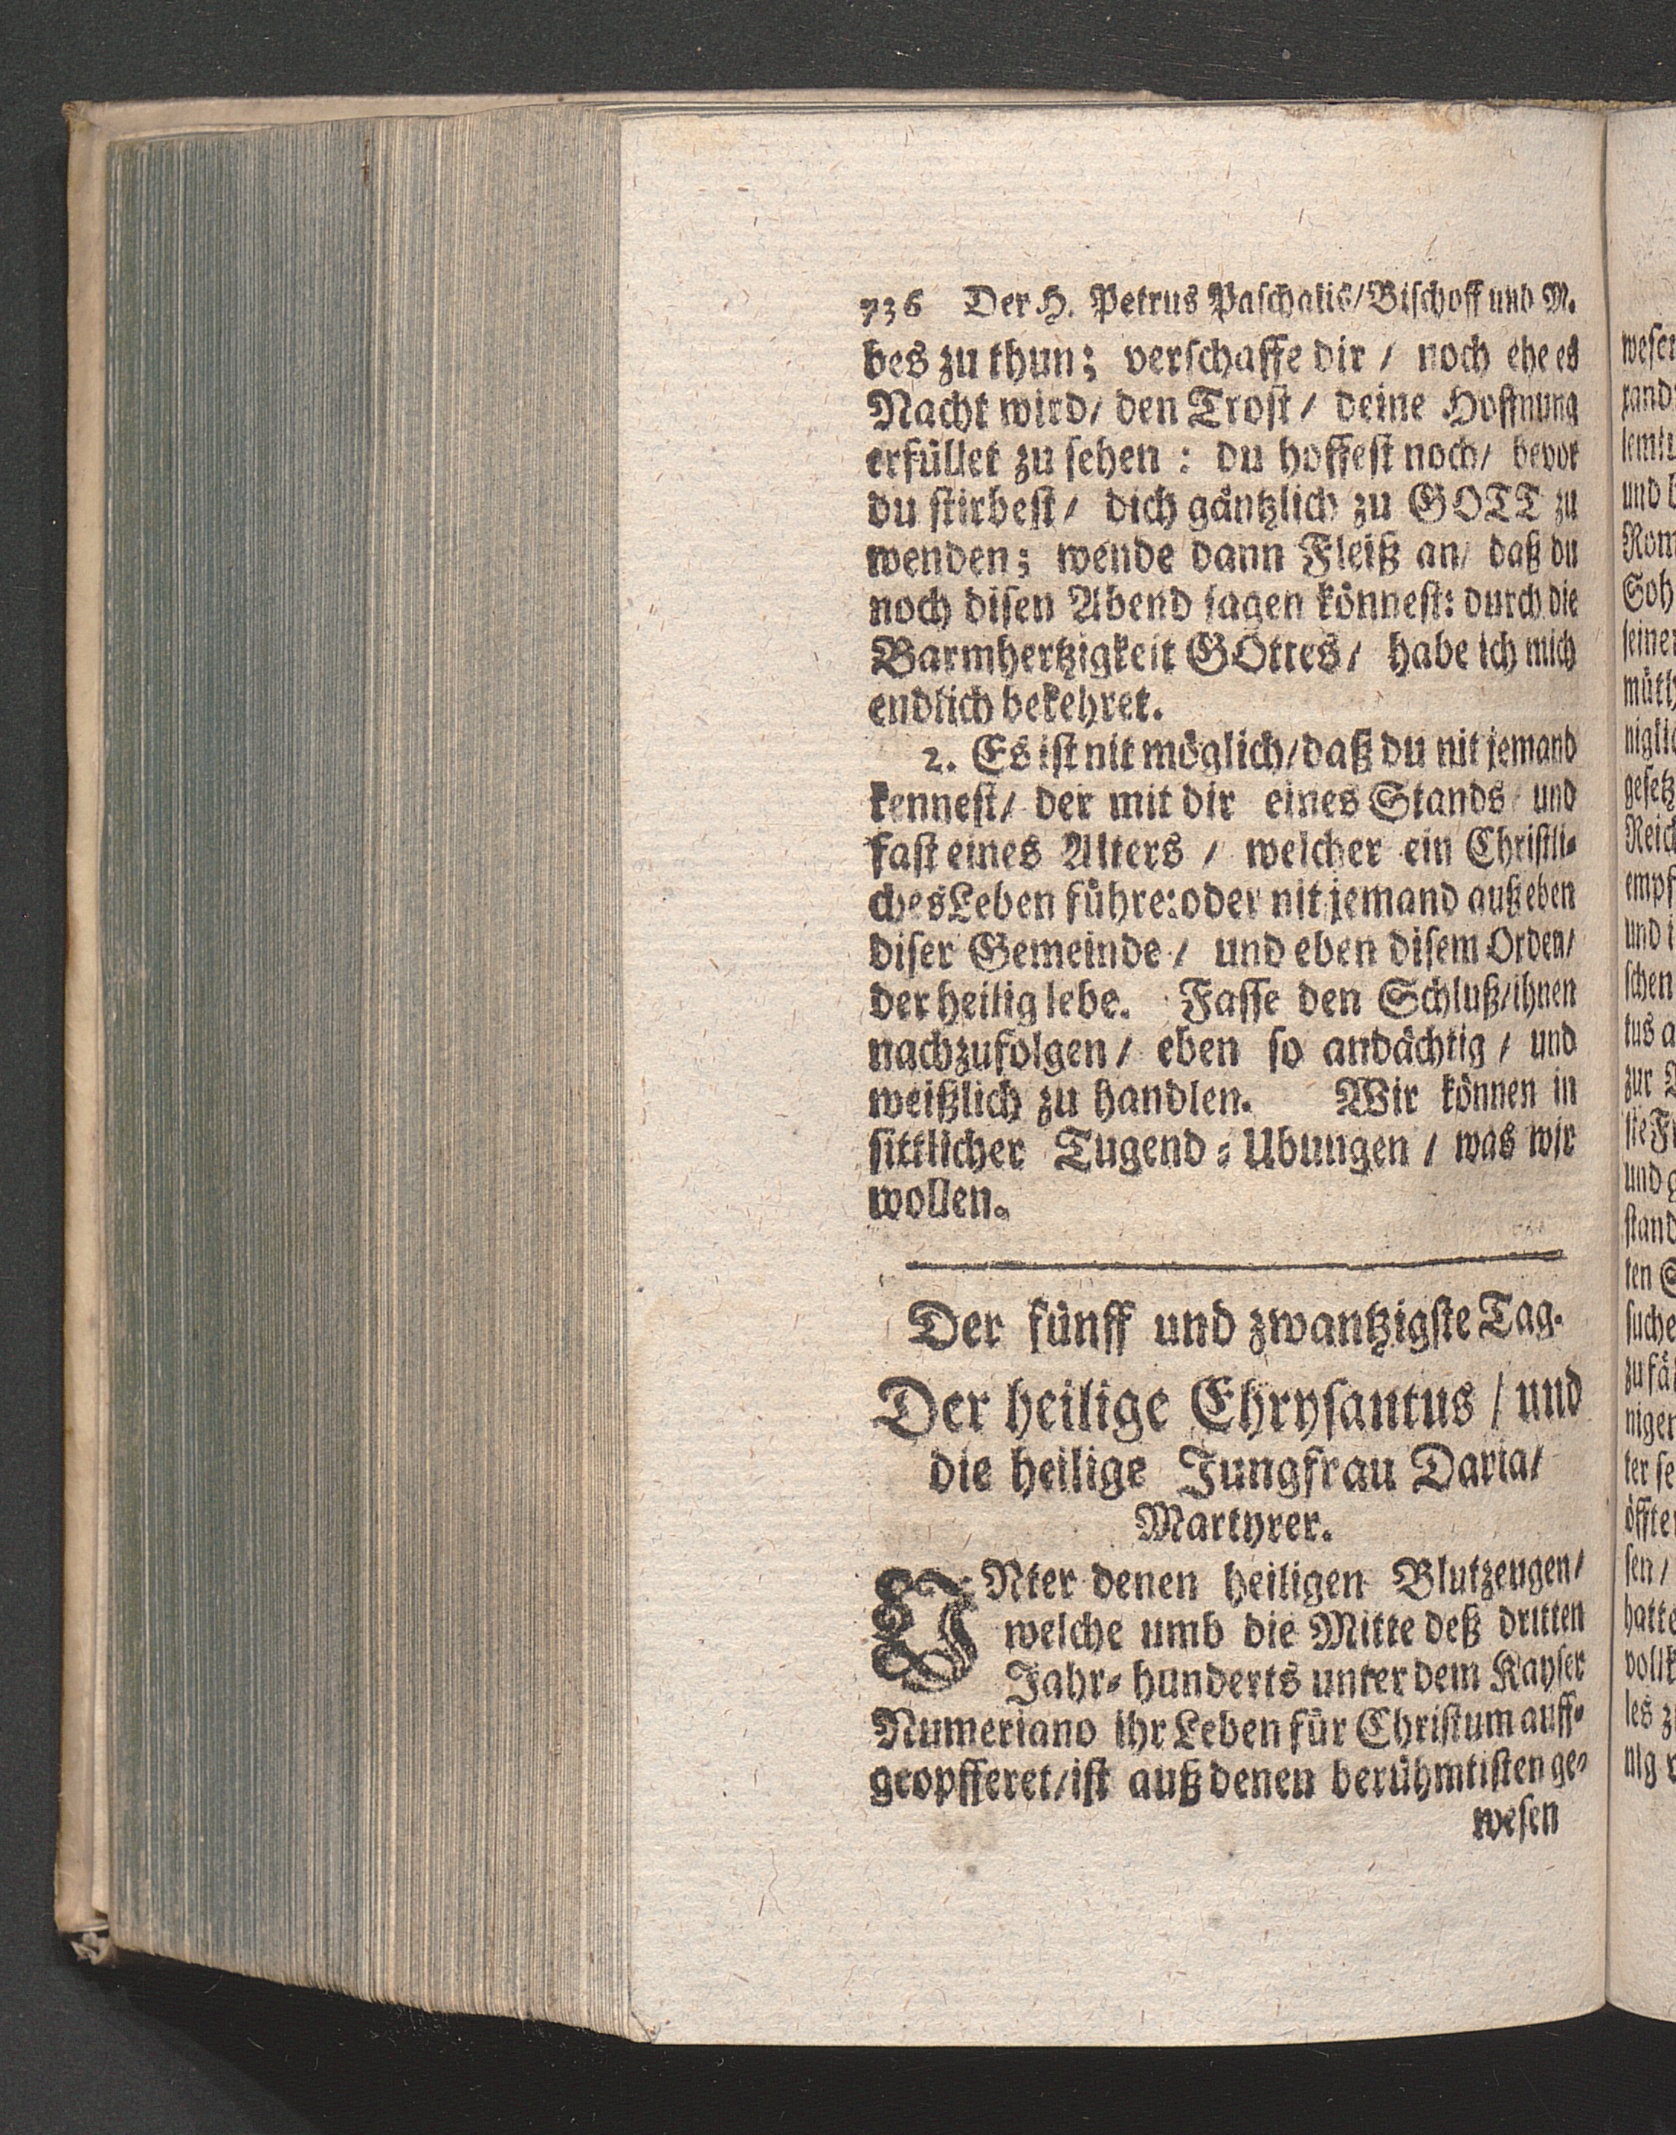 736 Der H. Petrus Paschalis/Bischoff und M.
bes zu thun; verschaffe dir / noch ehe es
Nacht wird/ den Trost / deine Hoffnung
erfüllet zu sehen : du hoffest noch/ bevor
du stirbest/ dich gäntzlich zu GOTT zu
wenden; wende dann Fleiß an/ daß du
noch disen Abend sagen könnest: durch die
Barmhertzigkeit GOttes/ habe ich mich
endlich bekehret.
2. Es ist nit möglich/daß du nit jemand
kennest/ der mit dir eines Stands und
fast eines Alters / welcher ein Christli-
ches Leben führe: oder nit jemand auß eben
diser Gemeinde / und eben disem Orden/
der heilig lebe. Fasse den Schluß/ihnen
nachzufolgen / eben so andächtig / und
weißlich zu handlen. Wir können in
sittlicher Tugend-Ubungen / was wir
wollen.
Der fünff und zwantzigste Tag.
Der heilige Chrysantus / und
die heilige Jungfrau Daria/
Martyrer.
UNter denen heiligen Blutzeugen/
welche umb die Mitte deß dritten
Jahr-hunderts unter dem Kayser
Numeriano ihr Leben für Christum auff-
geopfferet/ist auß denen berühmtisten ge-
wesen